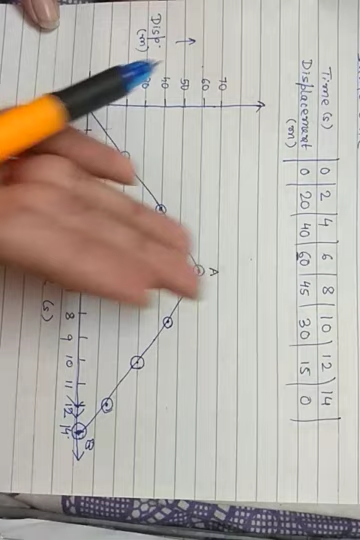 Time (s) 0 2 4 6 8 10 12 14
Displacement (m) 0 20 40 60 45 30 15 0
70
60
50
40
Disp. (m)
A
B
(s)
8 9 10 11 12 14